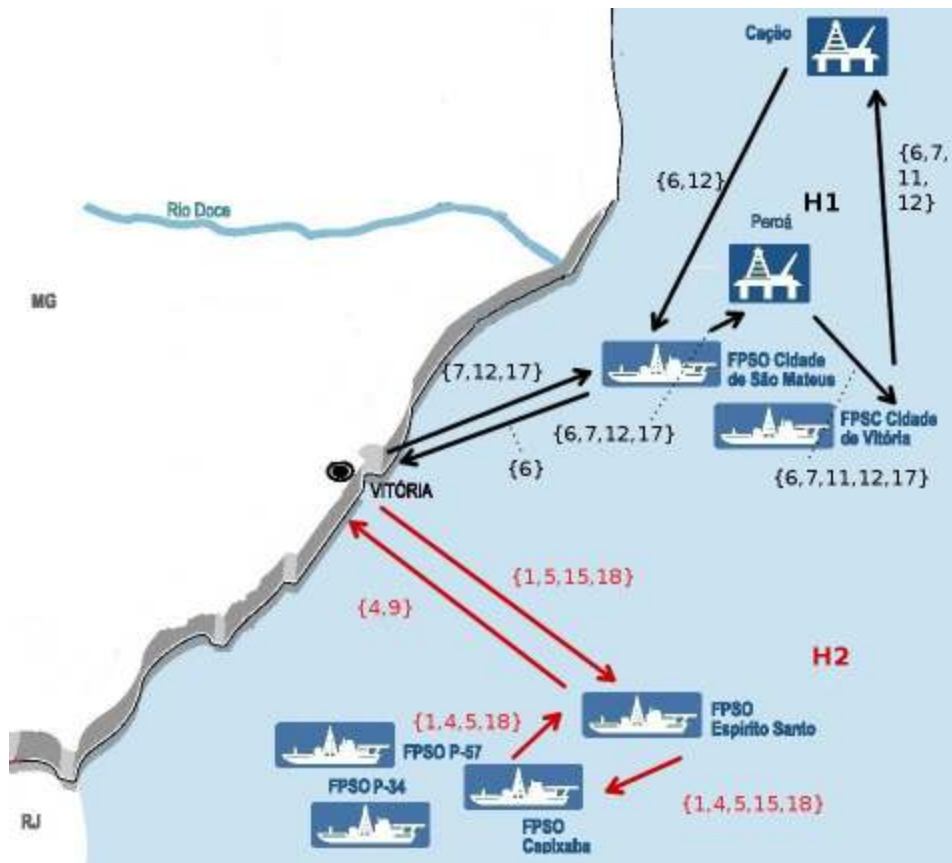 Cação
{6,7,
11,
12}
{6,12}
H1
Rio Doce
Peroá
MG
FPSO Cidade
de São Mateus
{7,12,17}
FPSC Cidade
de Vitória
{6,7,12,17}
{6}
{6,7,11,12,17}
VITÓRIA
{1,5,15,18}
{4,9}
H2
FPSO
Espírito Santo
{1,4,5,18}
FPSO P-57
FPSO P-34
{1,4,5,15,18}
RJ
FPSO
Capixaba